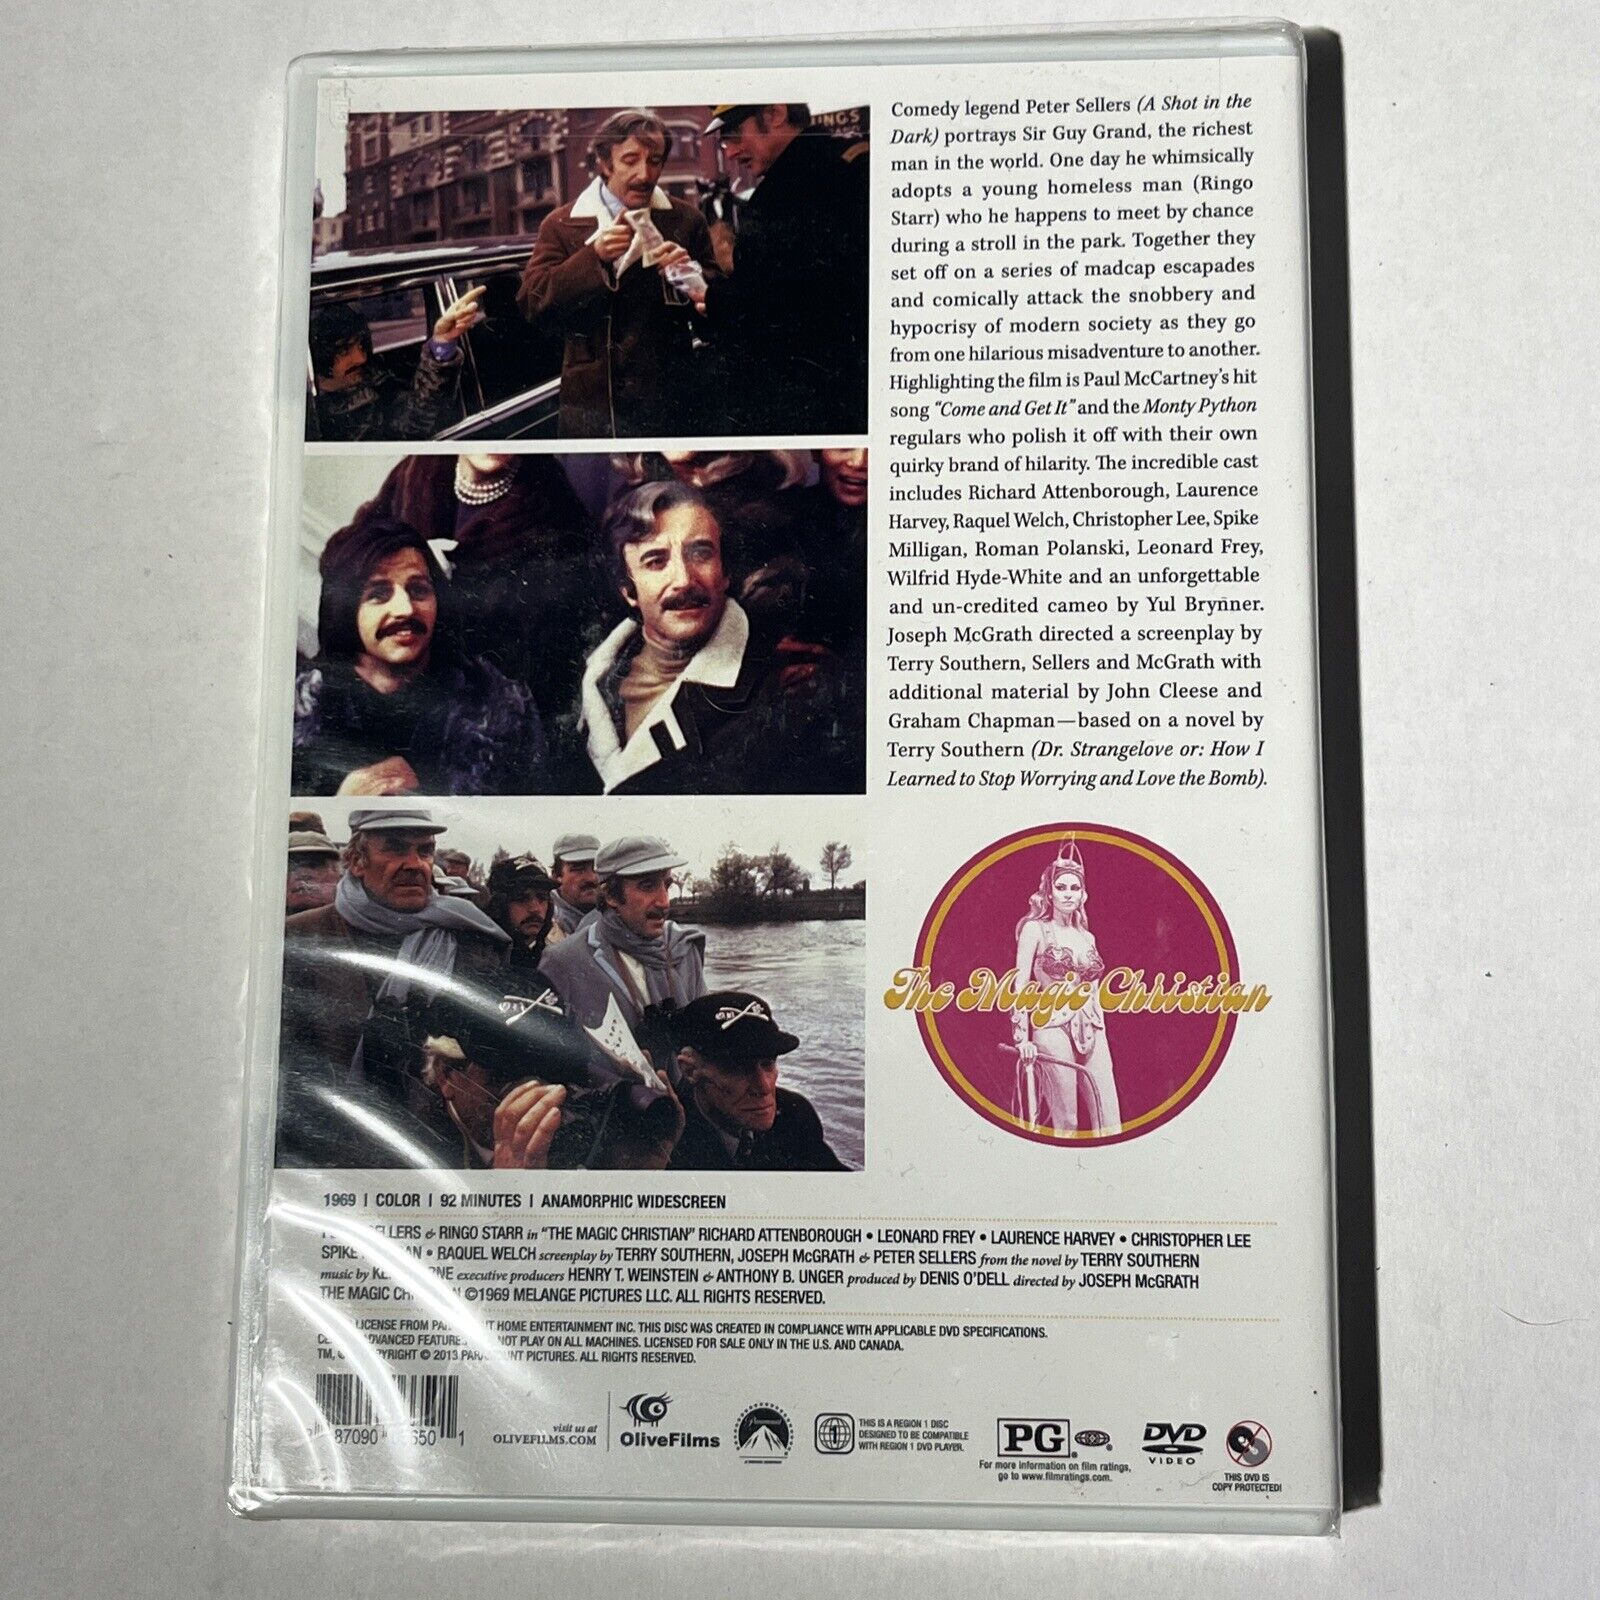 Comedy legend Peter Sellers (A Shot in the
Dark) portrays Sir Guy Grand, the richest
man in the world. One day he whimsically
adopts a young homeless man (Ringo
Starr) who he happens to meet by chance
during a stroll in the park. Together they
set off on a series of madcap escapades
and comically attack the snobbery and
hypocrisy of modern society as they go
from one hilarious misadventure to another.
Highlighting the film is Paul McCartney's hit
song "Come and Get It" and the Monty Python
regulars who polish it off with their own
quirky brand of hilarity. The incredible cast
includes Richard Attenborough, Laurence
Harvey, Raquel Welch, Christopher Lee, Spike
Milligan, Roman Polanski, Leonard Frey,
Wilfrid Hyde-White and an unforgettable
and un-credited cameo by Yul Brynner.
Joseph McGrath directed a screenplay by
Terry Southern, Sellers and McGrath with
additional material by John Cleese and
Graham Chapman—based on a novel by
Terry Southern (Dr. Strangelove or: How I
Learned to Stop Worrying and Love the Bomb).
The Magic Christian
1969 | COLOR | 92 MINUTES | ANAMORPHIC WIDESCREEN
ELLERS & RINGO STARR in "THE MAGIC CHRISTIAN" RICHARD ATTENBOROUGH • LEONARD FREY • LAURENCE HARVEY • CHRISTOPHER LEE
SPIKE AN • RAQUEL WELCH screenplay by TERRY SOUTHERN, JOSEPH McGRATH & PETER SELLERS from the novel by TERRY SOUTHERN
music by KE RNE executive producers HENRY T. WEINSTEIN & ANTHONY B. UNGER produced by DENIS O'DELL directed by JOSEPH McGRATH
THE MAGIC CH N ©1969 MELANGE PICTURES LLC. ALL RIGHTS RESERVED.
LICENSE FROM PAR T HOME ENTERTAINMENT INC. THIS DISC WAS CREATED IN COMPLIANCE WITH APPLICABLE DVD SPECIFICATIONS.
ADVANCED FEATURES NOT PLAY ON ALL MACHINES. LICENSED FOR SALE ONLY IN THE U.S. AND CANADA.
TM, COPYRIGHT © 2013 PARAMOUNT PICTURES. ALL RIGHTS RESERVED.
87090 650 1
visit us at
OLIVEFILMS.COM
OliveFilms
Paramount
1
THIS IS A REGION 1 DISC
DESIGNED TO BE COMPATIBLE
WITH REGION 1 DVD PLAYER.
PG
For more information on film ratings,
go to www.filmratings.com.
DVD
VIDEO
THIS DVD IS
COPY PROTECTED!